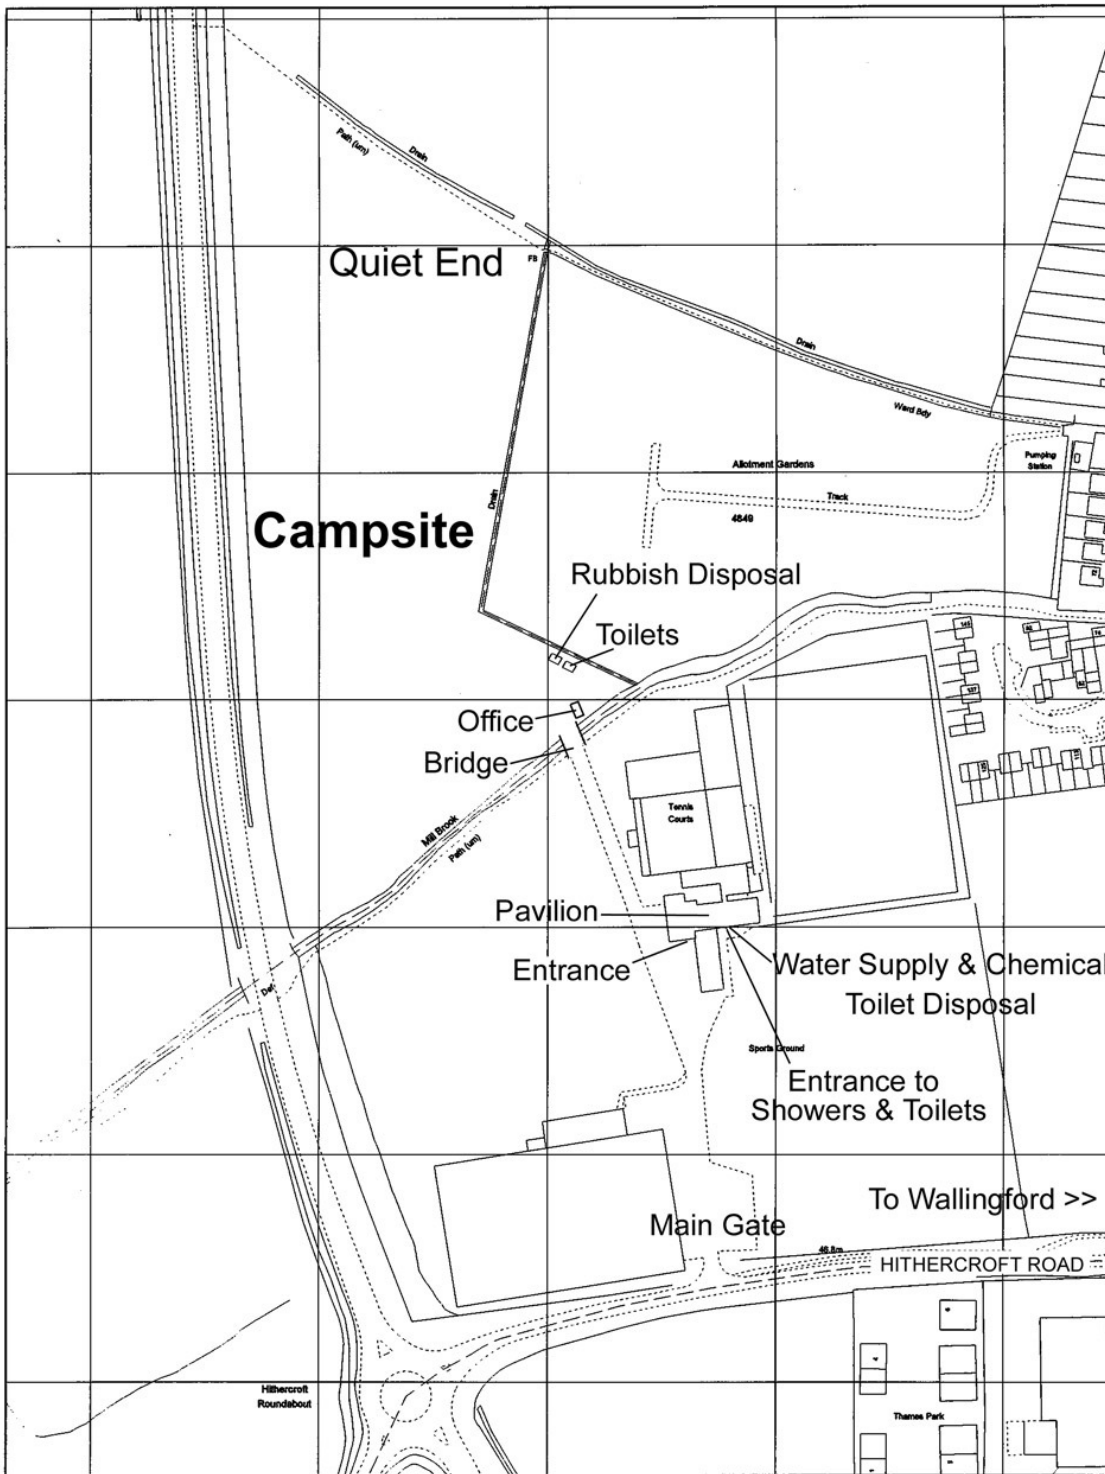 Drain
Path (um)
Quiet End
FB
Drain
Ward Bdy
Allotment Gardens
Pumping
Station
Track
Drain
4849
Campsite
Rubbish Disposal
Toilets
Office
Bridge
Tennis
Courts
Mill Brook
Path (um)
Pavilion
Entrance
Water Supply & Chemical
Toilet Disposal
Def
Sports Ground
Entrance to
Showers & Toilets
To Wallingford >>
Main Gate
46.8m
HITHERCROFT ROAD
Hithercroft
Roundabout
Thames Park